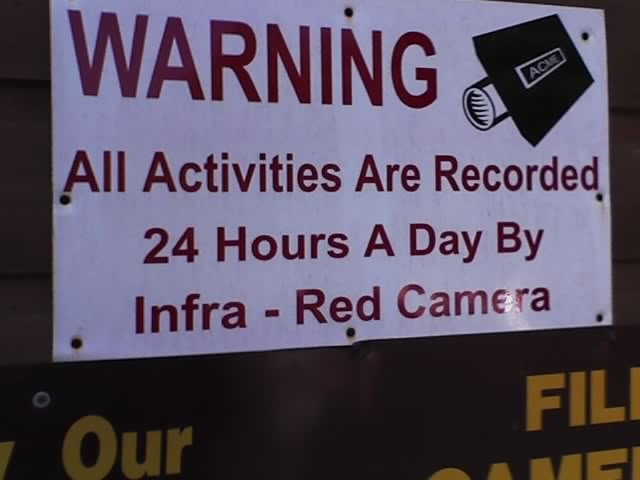 WARNING
ACME
All Activities Are Recorded
24 Hours A Day By
Infra - Red Camera
Our